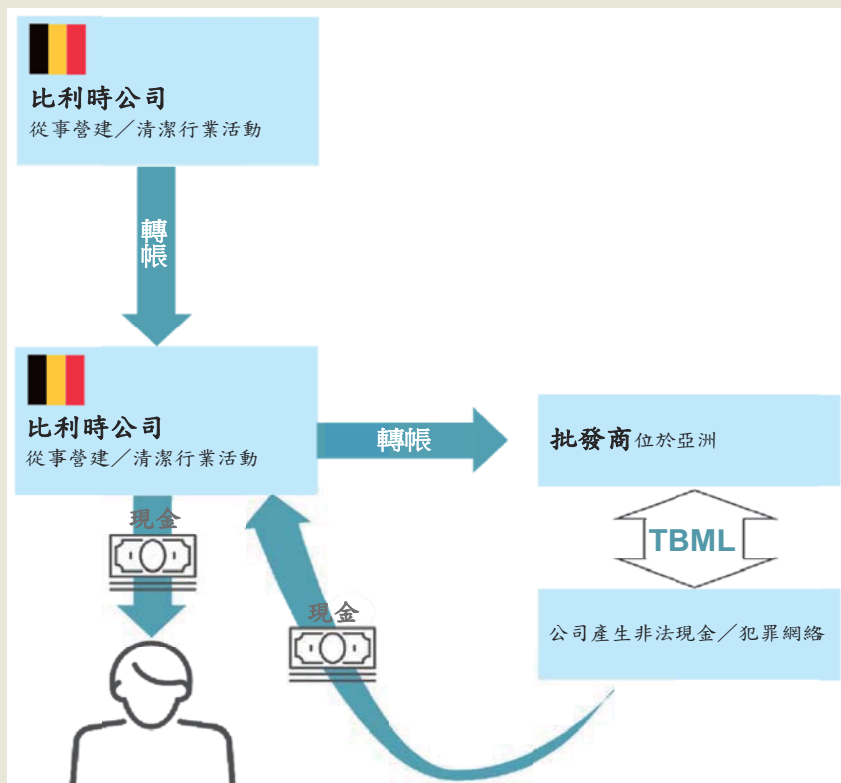 比利時公司
從事營建／清潔行業活動
轉帳
比利時公司
從事營建／清潔行業活動
轉帳
批發商位於亞洲
TBML
現金
現金
公司產生非法現金／犯罪網絡